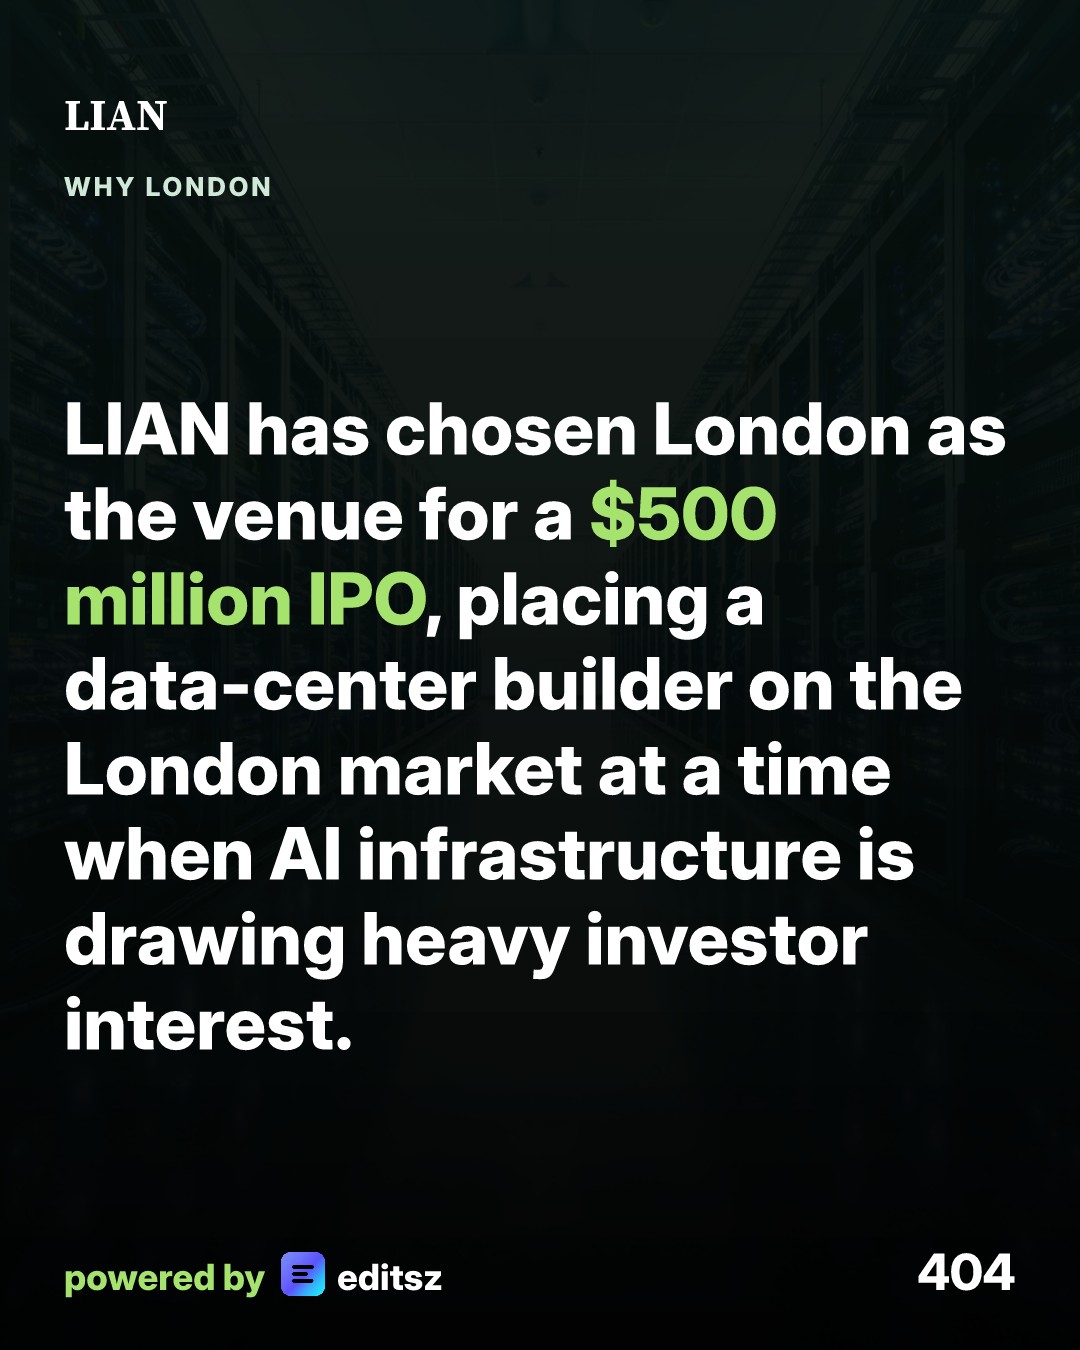 LIAN
WHY LONDON
LIAN has chosen London as
the venue for a $500
million IPO, placing a
data-center builder on the
London market at a time
when AI infrastructure is
drawing heavy investor
interest.
powered by editsz
404